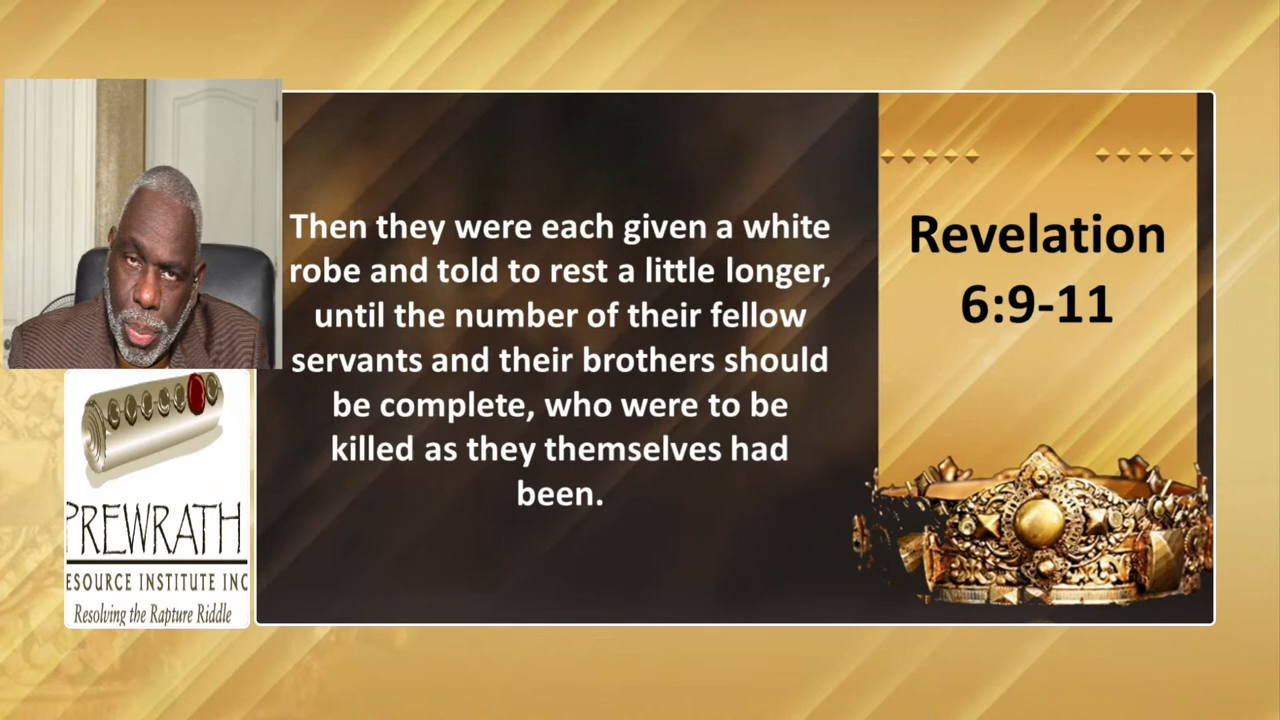 Then they were each given a white
robe and told to rest a little longer,
until the number of their fellow
servants and their brothers should
be complete, who were to be
killed as they themselves had
been.
Revelation
6:9-11
PREWRATH
ESOURCE INSTITUTE INC
Resolving the Rapture Riddle